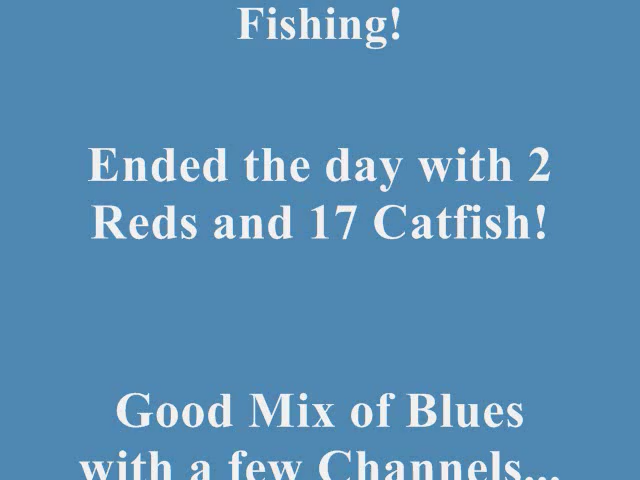 Fishing!
Ended the day with 2
Reds and 17 Catfish!
Good Mix of Blues
with a few Channels...